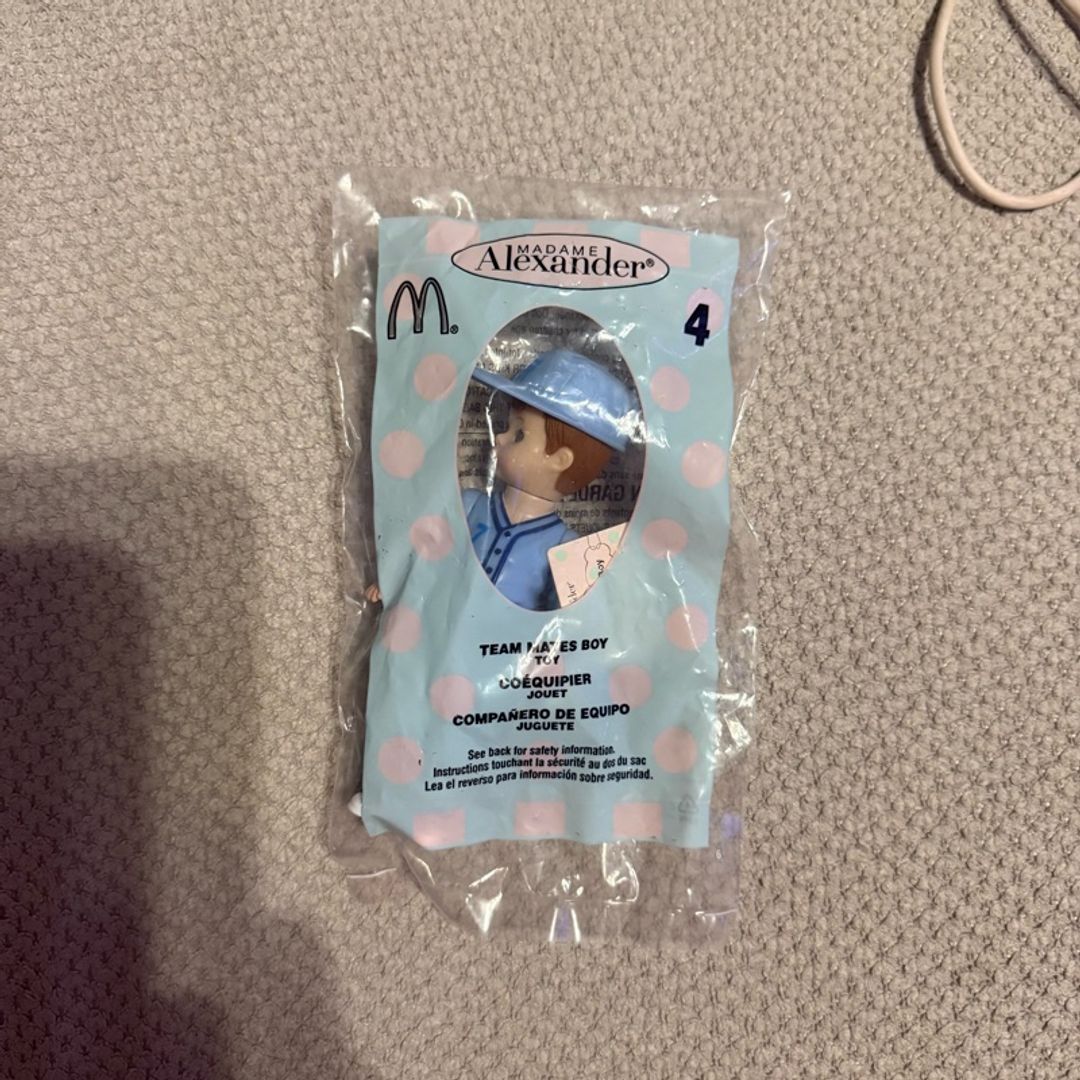 MADAME
Alexander®
M®
4
TEAM MATES BOY
TOY
COÉQUIPIER
JOUET
COMPAÑERO DE EQUIPO
JUGUETE
See back for safety information.
Instructions touchant la sécurité au dos du sac
Lea el reverso para información sobre seguridad.